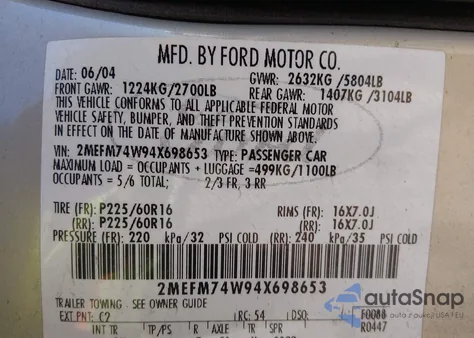 MFD. BY FORD MOTOR CO.
DATE: 06/04 GVWR: 2632KG /5804LB
FRONT GAWR: 1224KG/2700LB REAR GAWR: 1407KG/3104LB
THIS VEHICLE CONFORMS TO ALL APPLICABLE FEDERAL MOTOR
VEHICLE SAFETY, BUMPER, AND THEFT PREVENTION STANDARDS
IN EFFECT ON THE DATE OF MANUFACTURE SHOWN ABOVE.
VIN: 2MEFM74W94X698653 TYPE: PASSENGER CAR
MAXIMUM LOAD = OCCUPANTS + LUGGAGE =499KG/1100LB
OCCUPANTS = 5/6 TOTAL; 2/3 FR, 3 RR
TIRE (FR): P225/60R16 RIMS (FR): 16X7.0J
(RR): P225/60R16 (RR): 16X7.0J
PRESSURE (FR): 220 kPa/32 PSI COLD (RR): 240 kPa/35 PSI COLD
2MEFM74W94X698653
TRAILER TOWING - SEE OWNER GUIDE
EXT PNT: C2 RC: 54 DSO: F0088
INT TR TP/PS R AXLE TR SPR R0447
autoSnap